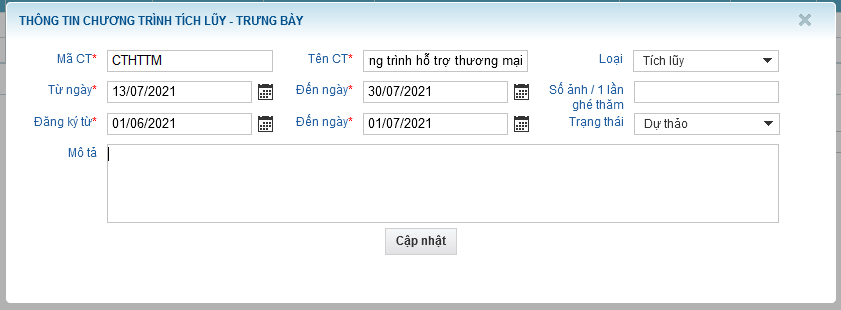 THÔNG TIN CHƯƠNG TRÌNH TÍCH LŨY - TRƯNG BÀY
Mã CT* CTHTTM Tên CT* ng trình hỗ trợ thương mại Loại Tích lũy
Từ ngày* 13/07/2021 Đến ngày* 30/07/2021 Số ảnh / 1 lần
ghé thăm
Đăng ký từ* 01/06/2021 Đến ngày* 01/07/2021 Trạng thái Dự thảo
Mô tả
Cập nhật